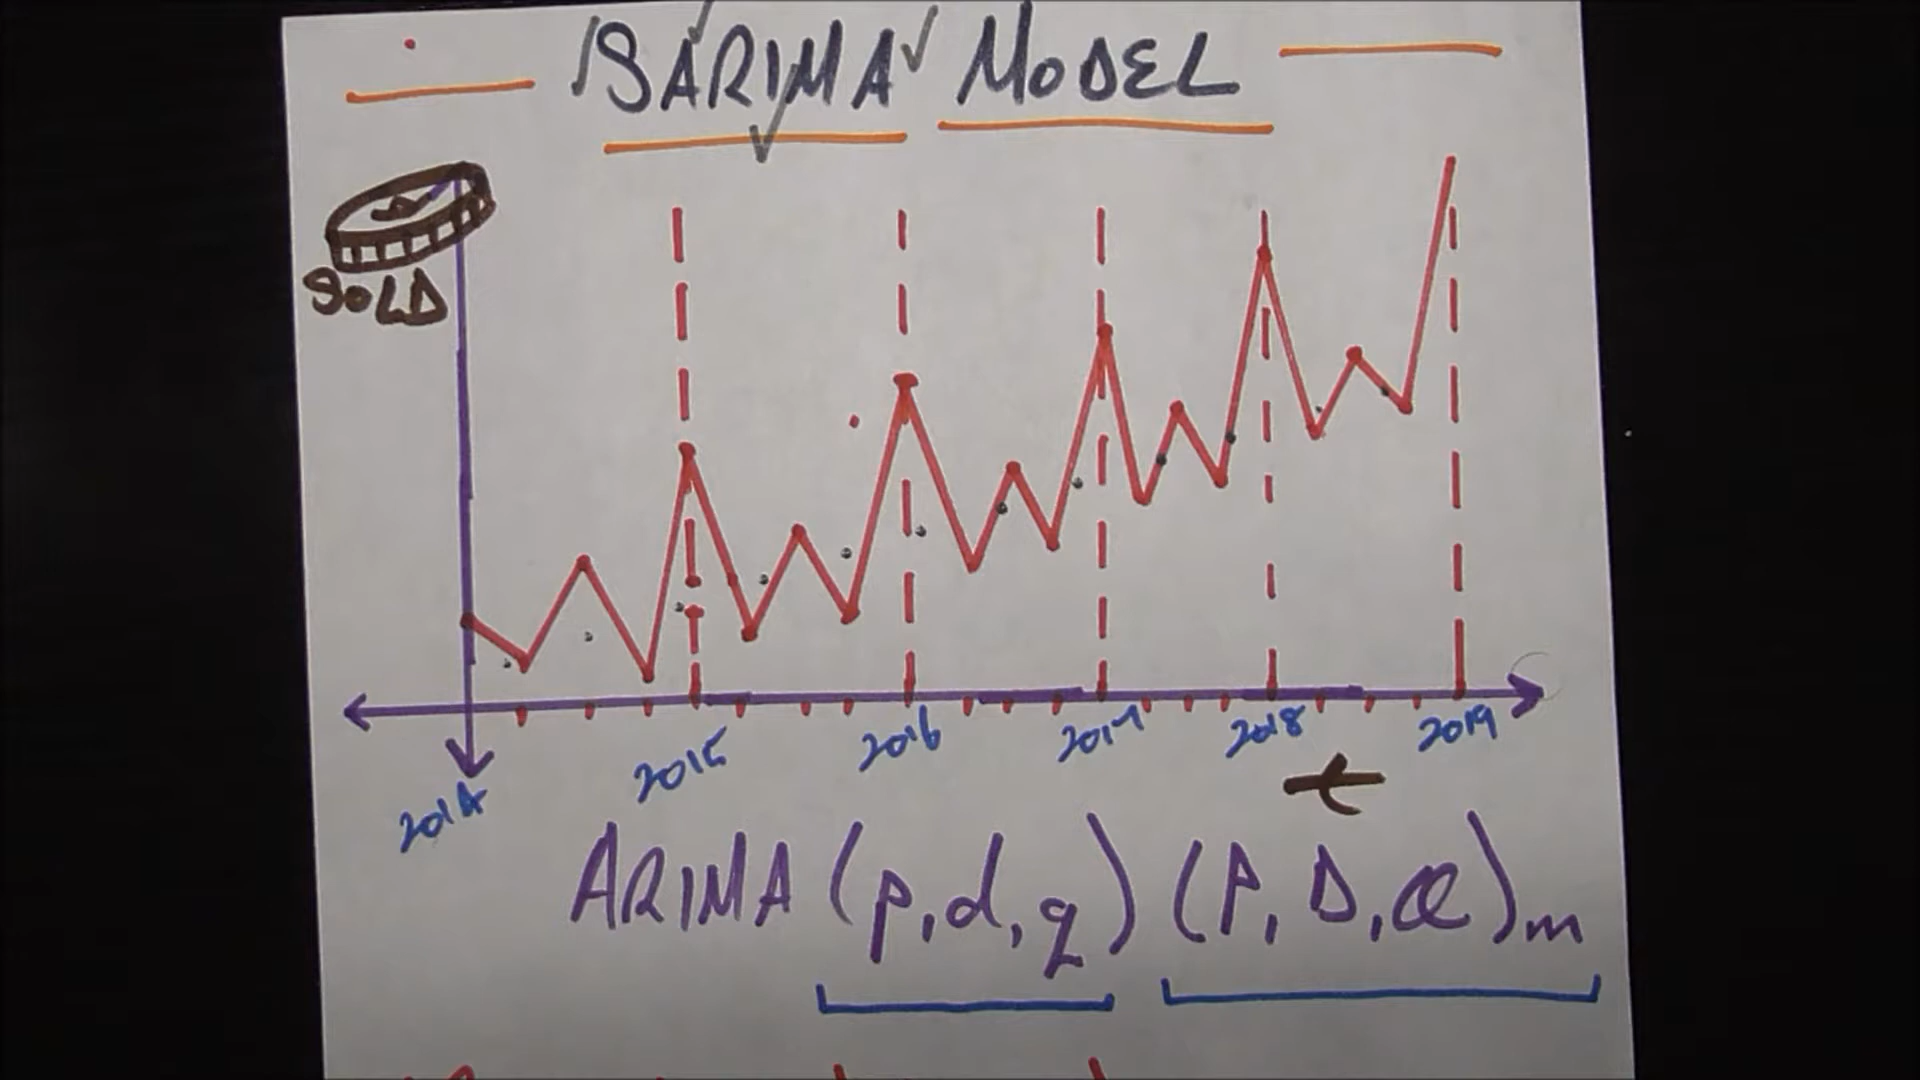 SARIMA MODEL
SOLD
2014 2015 2016 2017 2018 2019
t
ARIMA (p,d,q) (P,D,Q)m